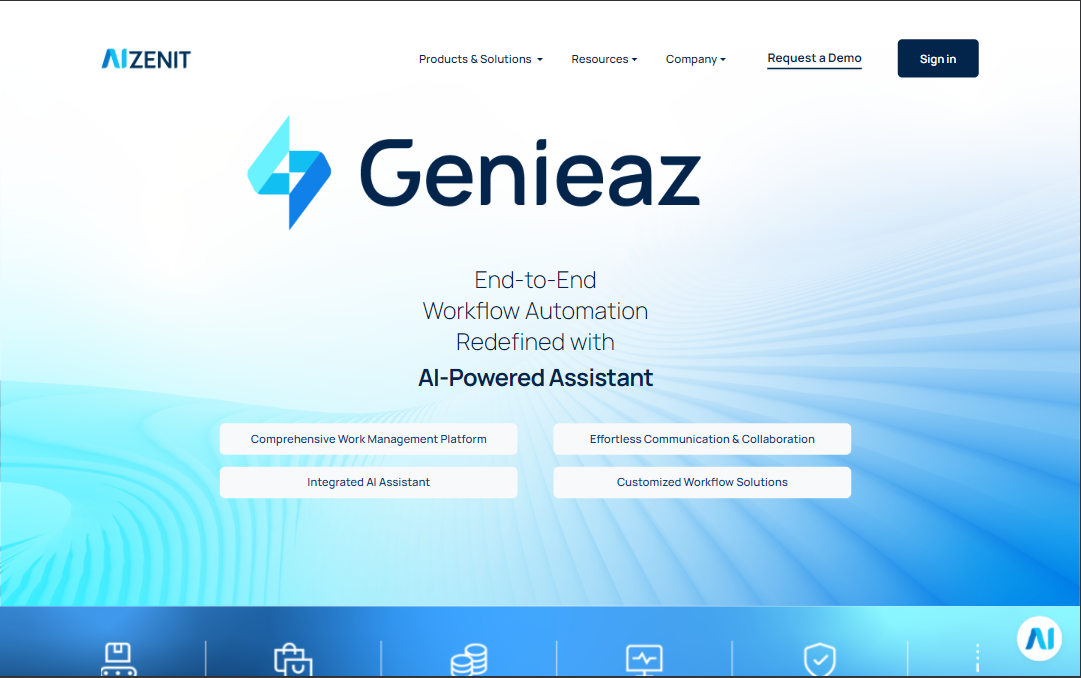 AIZENIT
Products & Solutions
Resources
Company
Request a Demo
Sign in
Genieaz
End-to-End
Workflow Automation
Redefined with
AI-Powered Assistant
Comprehensive Work Management Platform
Effortless Communication & Collaboration
Integrated AI Assistant
Customized Workflow Solutions
AI